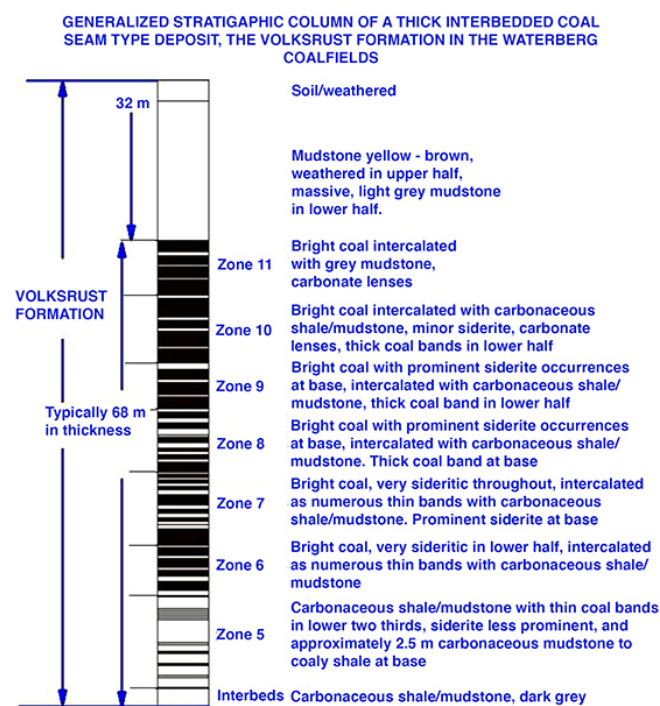 GENERALIZED STRATIGAPHIC COLUMN OF A THICK INTERBEDDED COAL
SEAM TYPE DEPOSIT, THE VOLKSRUST FORMATION IN THE WATERBERG
COALFIELDS
Soil/weathered
32 m
Mudstone yellow - brown,
weathered in upper half,
massive, light grey mudstone
in lower half.
Zone 11
Bright coal intercalated
with grey mudstone,
carbonate lenses
VOLKSRUST
FORMATION
Zone 10
Bright coal intercalated with carbonaceous
shale/mudstone, minor siderite, carbonate
lenses, thick coal bands in lower half
Zone 9
Bright coal with prominent siderite occurrences
at base, intercalated with carbonaceous shale/
mudstone, thick coal band in lower half
Typically 68 m
in thickness
Zone 8
Bright coal with prominent siderite occurrences
at base, intercalated with carbonaceous shale/
mudstone. Thick coal band at base
Zone 7
Bright coal, very sideritic throughout, intercalated
as numerous thin bands with carbonaceous
shale/mudstone. Prominent siderite at base
Zone 6
Bright coal, very sideritic in lower half, intercalated
as numerous thin bands with carbonaceous shale/
mudstone
Zone 5
Carbonaceous shale/mudstone with thin coal bands
in lower two thirds, siderite less prominent, and
approximately 2.5 m carbonaceous mudstone to
coaly shale at base
Interbeds
Carbonaceous shale/mudstone, dark grey